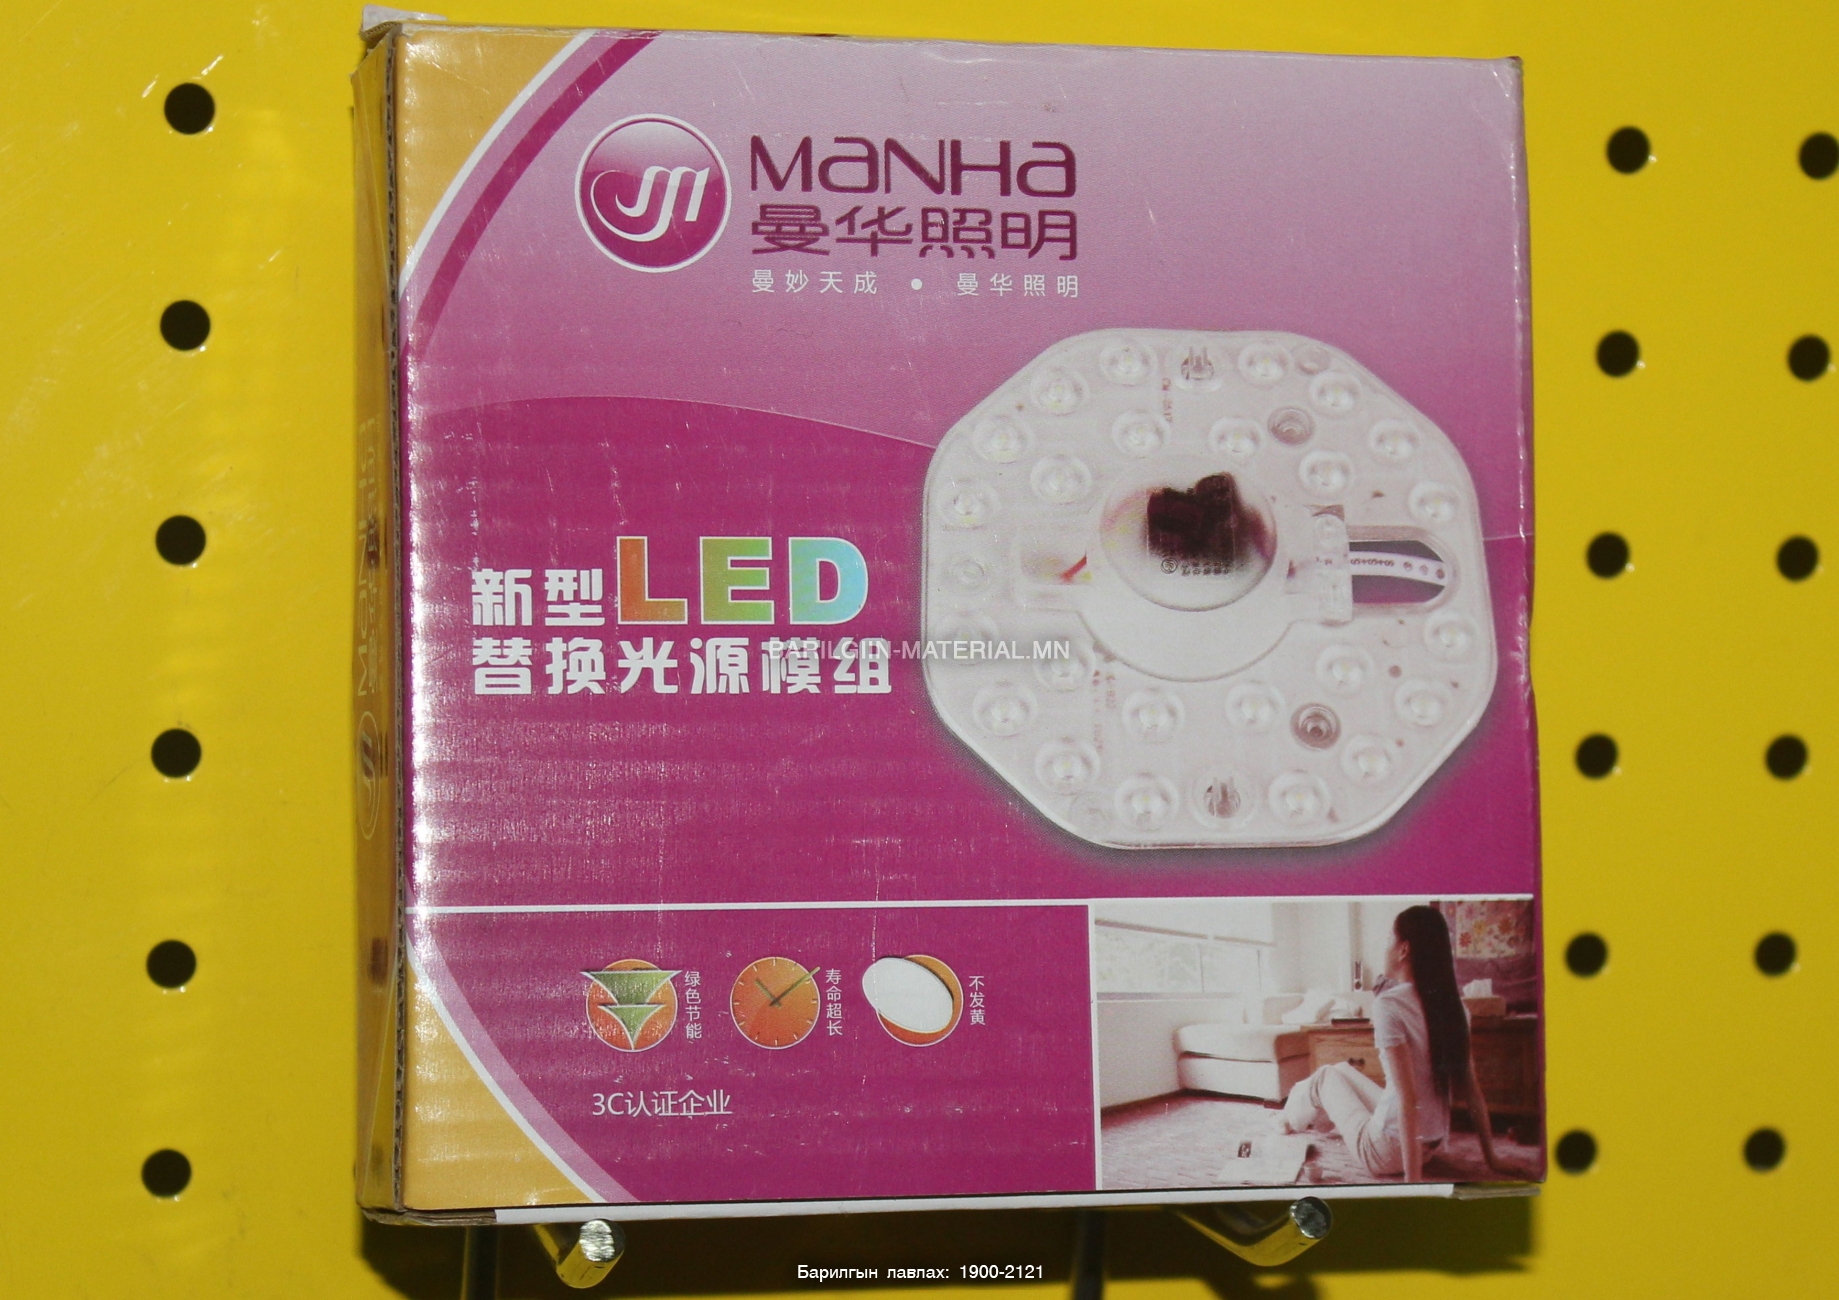 MANHA
曼华照明
曼妙天成 • 曼华照明
新型LED
替换光源模组
BARILGIIN-MATERIAL.MN
绿色节能
寿命超长
不发黄
3C认证企业
Барилгын лавлах: 1900-2121